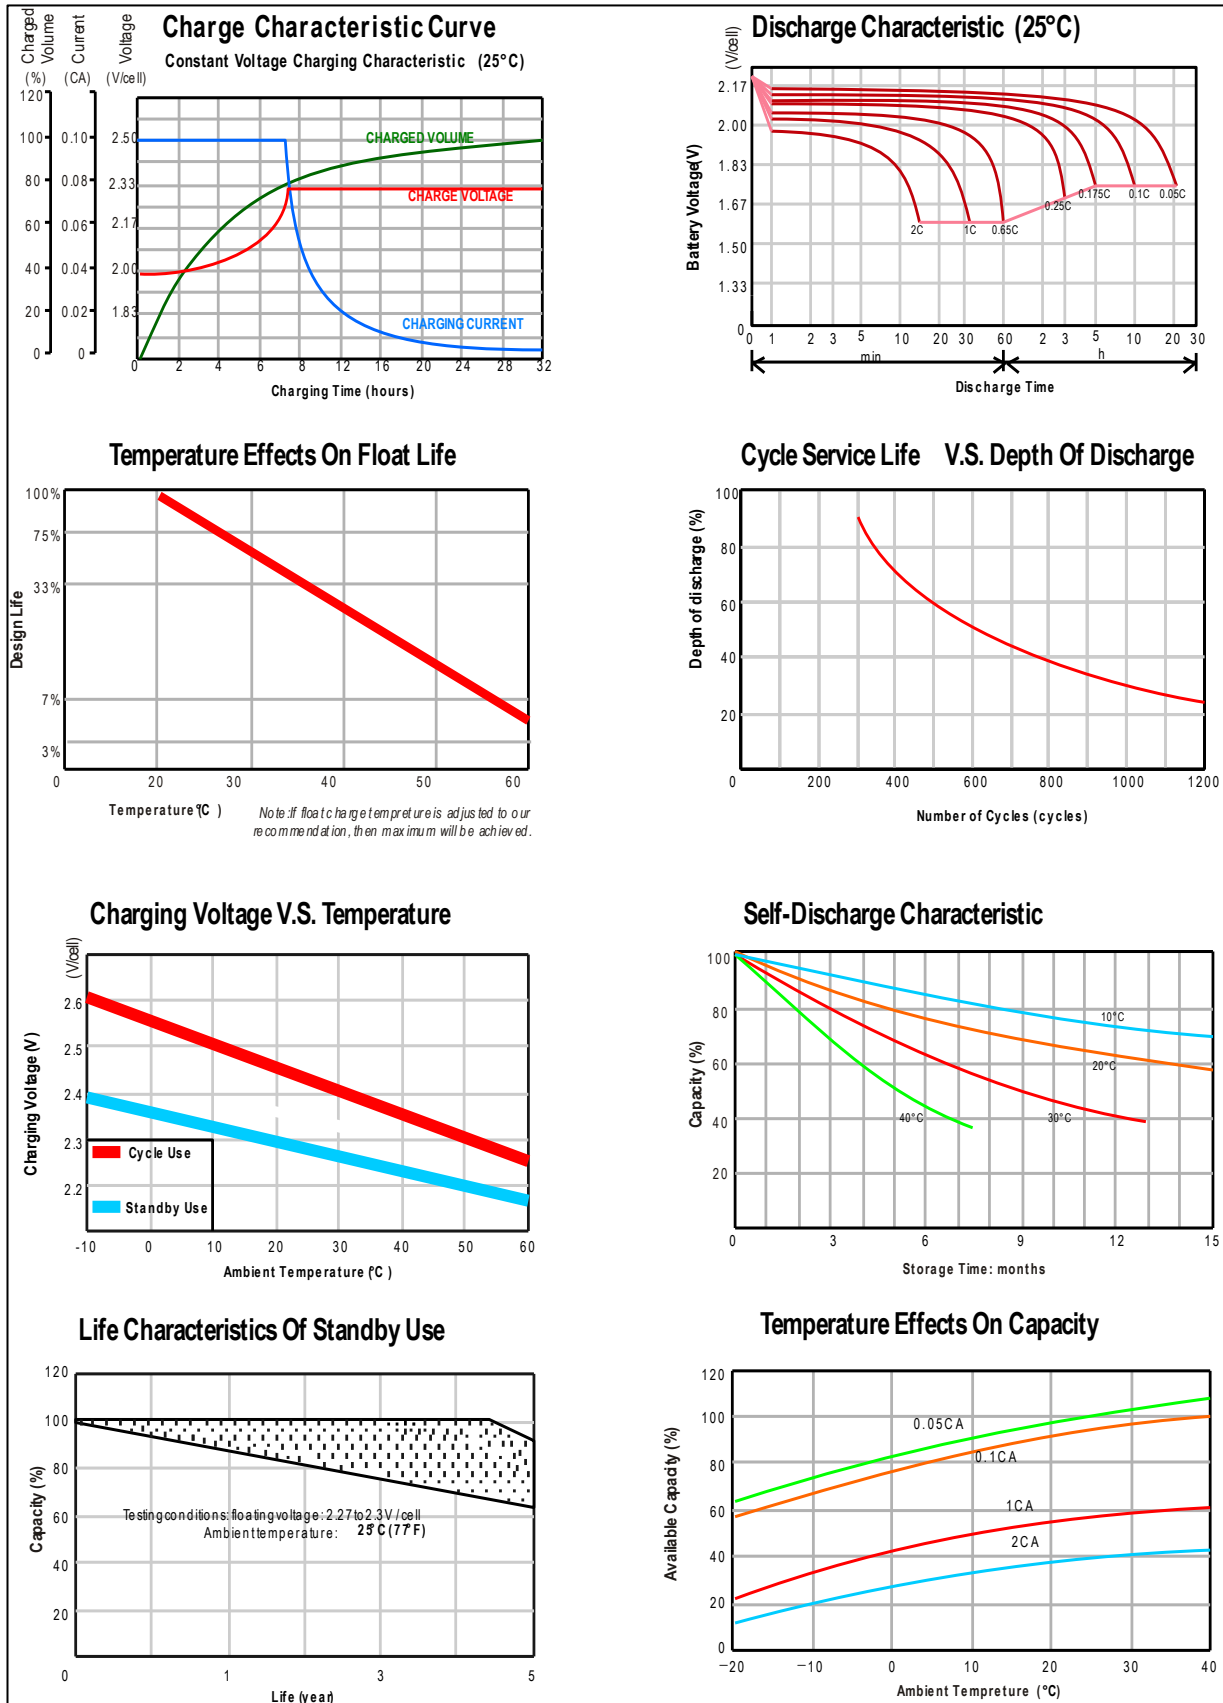 Charge Characteristic Curve
Constant Voltage Charging Characteristic (25°C)
Charged Volume
Current
Voltage
(%) (CA) (V/cell)
120
100 0.10 2.50
80 0.08 2.33
60 0.06 2.17
40 0.04 2.00
20 0.02 1.83
0 0
CHARGED VOLUME
CHARGE VOLTAGE
CHARGING CURRENT
0 2 4 6 8 12 16 20 24 28 32
Charging Time (hours)
Discharge Characteristic (25°C)
(V/cell)
Battery Voltage(V)
2.17
2.00
1.83
1.67
1.50
1.33
0
2C 1C 0.65C 0.25C 0.175C 0.1C 0.05C
0 1 2 3 5 10 20 30 60 2 3 5 10 20 30
min h
Discharge Time
Temperature Effects On Float Life
Design Life
100%
75%
33%
7%
3%
0 20 30 40 50 60
Temperature(°C )
Note:If float charge tempreture is adjusted to our
recommendation, then maximum will be achieved.
Cycle Service Life V.S. Depth Of Discharge
Depth of discharge (%)
100
80
60
40
20
0 200 400 600 800 1000 1200
Number of Cycles (cycles)
Charging Voltage V.S. Temperature
(V/cell)
Charging Voltage (V)
2.6
2.5
2.4
2.3
2.2
Cycle Use
Standby Use
-10 0 10 20 30 40 50 60
Ambient Temperature (°C )
Self-Discharge Characteristic
Capacity (%)
100
80
60
40
20
10°C
20°C
30°C
40°C
0 3 6 9 12 15
Storage Time: months
Life Characteristics Of Standby Use
Capacity (%)
120
100
80
60
40
20
Testing conditions: floating voltage: 2.27 to 2.3V /cell
Ambient temperature: 25°C (77°F)
0 1 3 5
Life (year)
Temperature Effects On Capacity
Available Capacity (%)
120
100
80
60
40
20
0
0.05CA
0.1CA
1CA
2CA
−20 −10 0 10 20 30 40
Ambient Tempreture (°C)